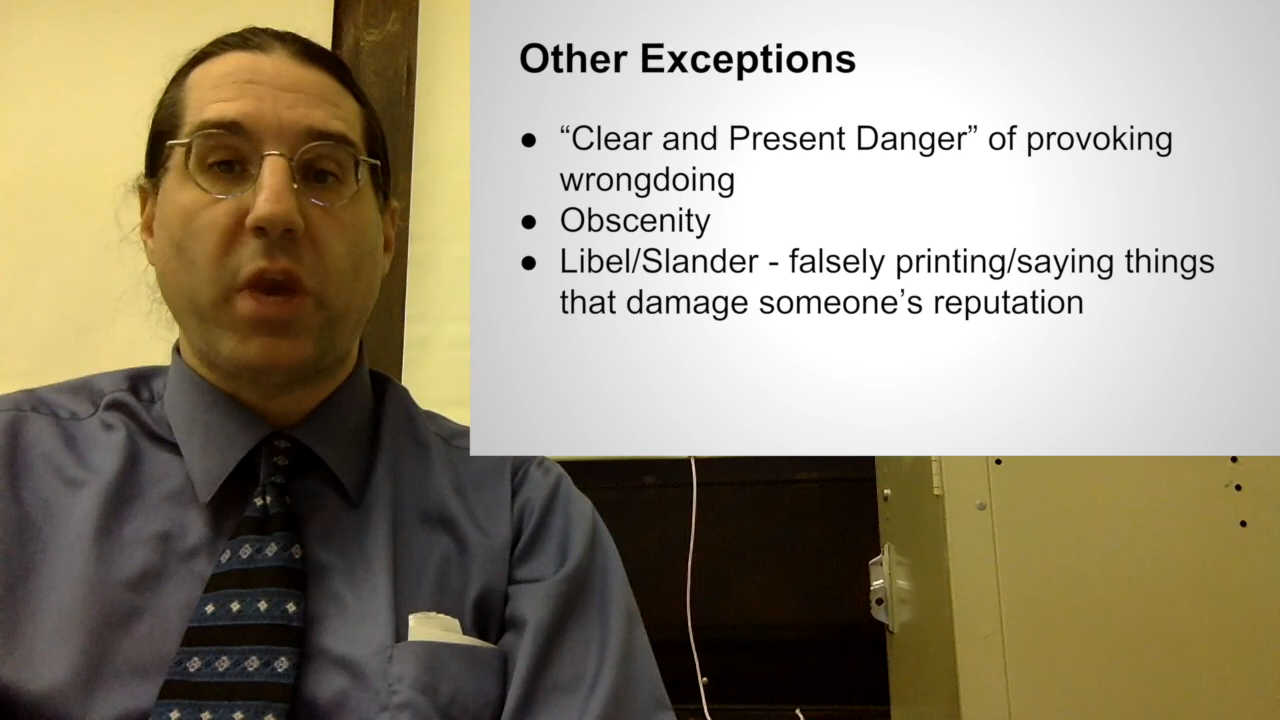 Other Exceptions
● “Clear and Present Danger” of provoking
wrongdoing
● Obscenity
● Libel/Slander - falsely printing/saying things
that damage someone’s reputation